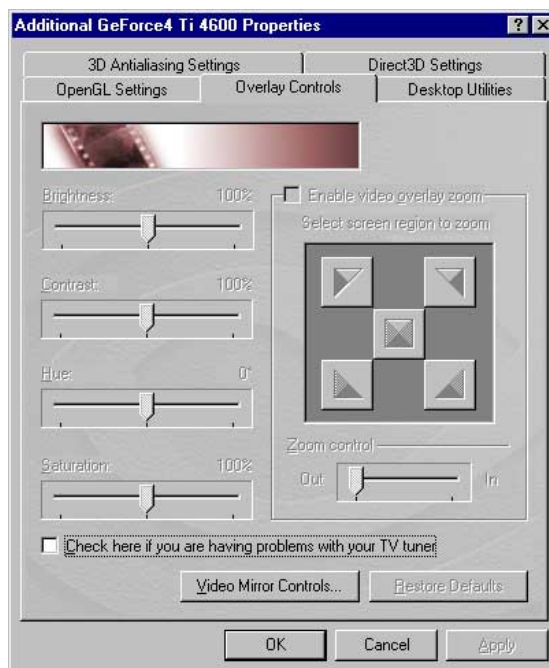 Additional GeForce4 Ti 4600 Properties
3D Antialiasing Settings
Direct3D Settings
OpenGL Settings
Overlay Controls
Desktop Utilities
Brightness:
100%
Contrast:
100%
Hue:
0°
Saturation:
100%
Enable video overlay zoom
Select screen region to zoom
Zoom control
Out
In
Check here if you are having problems with your TV tuner
Video Mirror Controls...
Restore Defaults
OK
Cancel
Apply